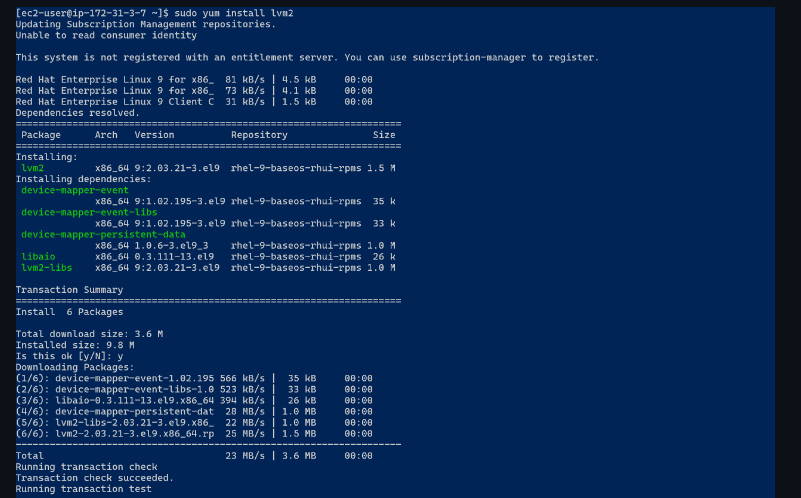 [ec2-user@ip-172-31-3-7 ~]$ sudo yum install lvm2
Updating Subscription Management repositories.
Unable to read consumer identity

This system is not registered with an entitlement server. You can use subscription-manager to register.

Red Hat Enterprise Linux 9 for x86_  81 kB/s | 4.5 kB     00:00
Red Hat Enterprise Linux 9 for x86_  73 kB/s | 4.1 kB     00:00
Red Hat Enterprise Linux 9 Client C  31 kB/s | 1.5 kB     00:00
Dependencies resolved.
================================================================
 Package      Arch   Version          Repository               Size
================================================================
Installing:
 lvm2         x86_64 9:2.03.21-3.el9  rhel-9-baseos-rhui-rpms 1.5 M
Installing dependencies:
 device-mapper-event
              x86_64 9:1.02.195-3.el9 rhel-9-baseos-rhui-rpms  35 k
 device-mapper-event-libs
              x86_64 9:1.02.195-3.el9 rhel-9-baseos-rhui-rpms  33 k
 device-mapper-persistent-data
              x86_64 1.0.6-3.el9_3    rhel-9-baseos-rhui-rpms 1.0 M
 libaio       x86_64 0.3.111-13.el9   rhel-9-baseos-rhui-rpms  26 k
 lvm2-libs    x86_64 9:2.03.21-3.el9  rhel-9-baseos-rhui-rpms 1.0 M

Transaction Summary
================================================================
Install  6 Packages

Total download size: 3.6 M
Installed size: 9.8 M
Is this ok [y/N]: y
Downloading Packages:
(1/6): device-mapper-event-1.02.195 566 kB/s |  35 kB     00:00
(2/6): device-mapper-event-libs-1.0 523 kB/s |  33 kB     00:00
(3/6): libaio-0.3.111-13.el9.x86_64 394 kB/s |  26 kB     00:00
(4/6): device-mapper-persistent-dat  28 MB/s | 1.0 MB     00:00
(5/6): lvm2-libs-2.03.21-3.el9.x86_  22 MB/s | 1.0 MB     00:00
(6/6): lvm2-2.03.21-3.el9.x86_64.rp  25 MB/s | 1.5 MB     00:00
----------------------------------------------------------------
Total                                23 MB/s | 3.6 MB     00:00
Running transaction check
Transaction check succeeded.
Running transaction test